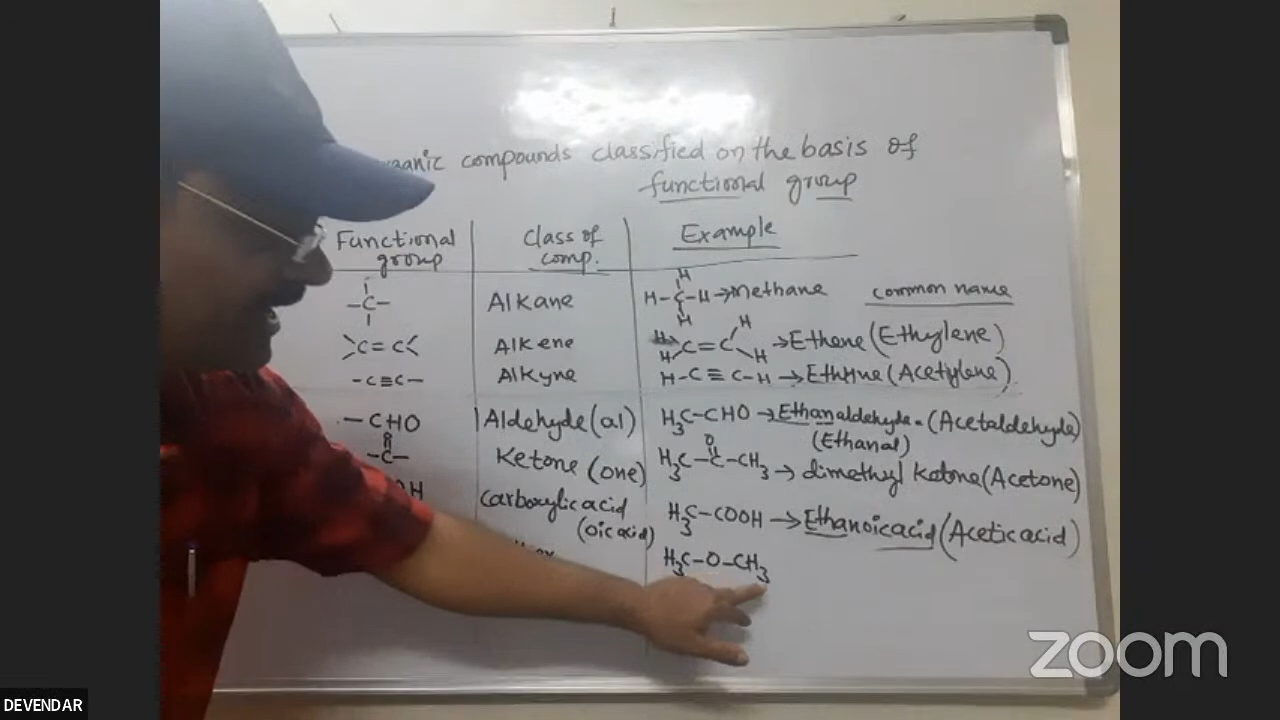 compounds classified on the basis of
functional group
Functional group
Class of comp.
Example
-C-
Alkane
H
H-C-H→Methane
H
common name
>C=C<
Alkene
H
C=C
H
H
→Ethene (Ethylene)
-C≡C-
Alkyne
H-C≡C-H→Ethyne (Acetylene)
-CHO
Aldehyde (al)
H3C-CHO→Ethanaldehyde-(Acetaldehyde)
(Ethanal)
O
-C-
Ketone (one)
O
H3C-C-CH3→dimethyl ketone (Acetone)
OH
Carboxylic acid
(oic acid)
H3C-COOH→Ethanoicacid (Acetic acid)
H3C-O-CH3
zoom
DEVENDAR